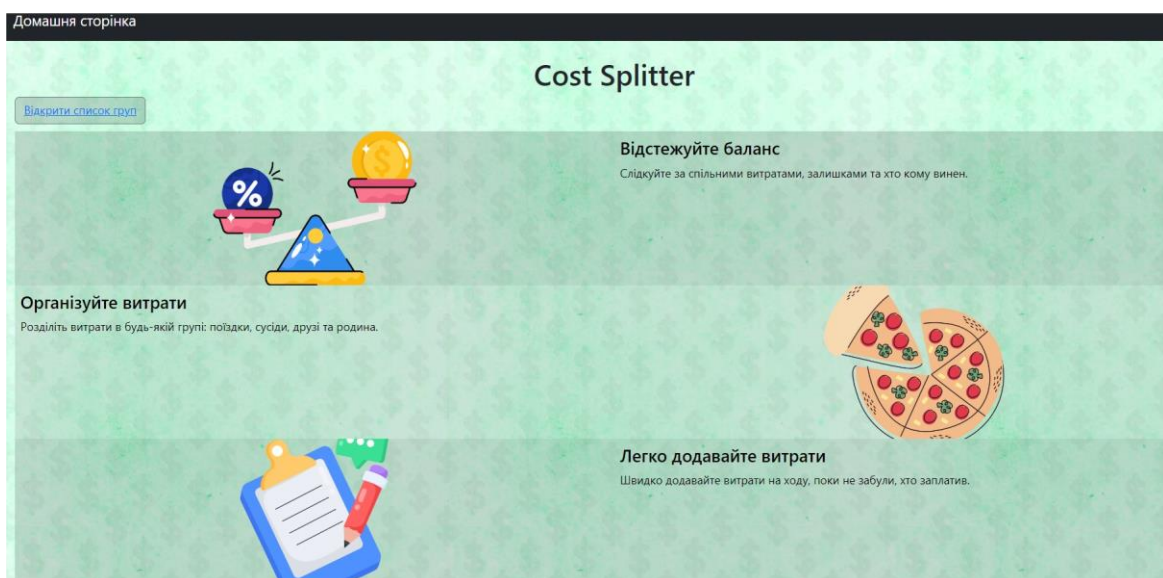 Домашня сторінка
Cost Splitter
Відкрити список груп
Відстежуйте баланс
Слідкуйте за спільними витратами, залишками та хто кому винен.
%
$
Організуйте витрати
Розділіть витрати в будь-якій групі: поїздки, сусіди, друзі та родина.
Легко додавайте витрати
Швидко додавайте витрати на ходу, поки не забули, хто заплатив.